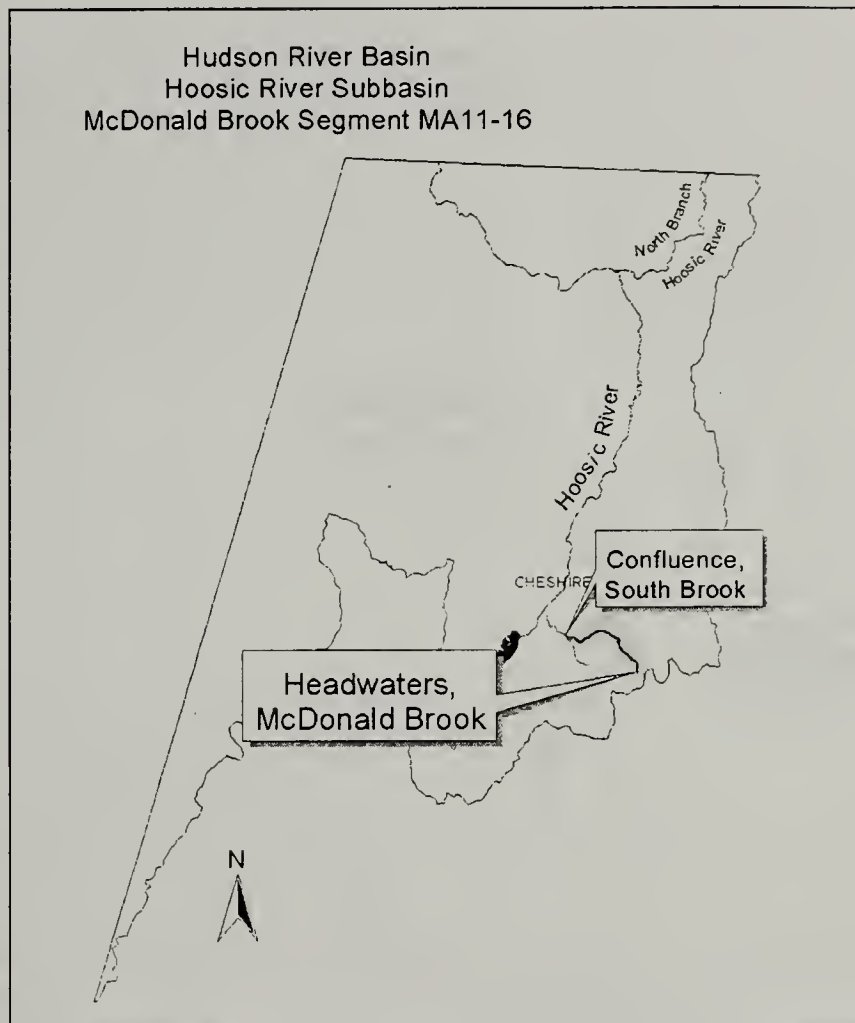 Hudson River Basin
Hoosic River Subbasin
McDonald Brook Segment MA11-16
North Branch
Hoosic River
Hoosic River
CHESHIRE
Confluence,
South Brook
Headwaters,
McDonald Brook
N